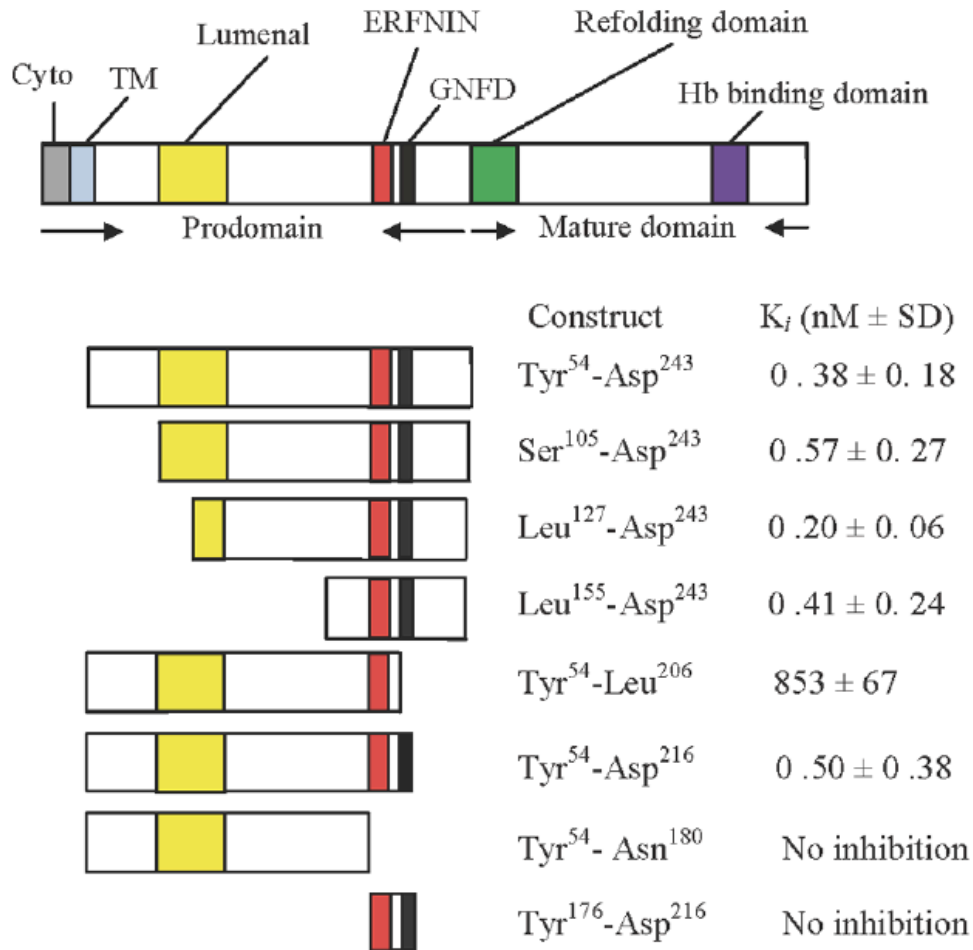 Lumenal ERFNIN Refolding domain
Cyto TM GNFD Hb binding domain
Prodomain Mature domain
Construct Kᵢ (nM ± SD)
Tyr⁵⁴-Asp²⁴³ 0 . 38 ± 0. 18
Ser¹⁰⁵-Asp²⁴³ 0 .57 ± 0. 27
Leu¹²⁷-Asp²⁴³ 0 .20 ± 0. 06
Leu¹⁵⁵-Asp²⁴³ 0 .41 ± 0. 24
Tyr⁵⁴-Leu²⁰⁶ 853 ± 67
Tyr⁵⁴-Asp²¹⁶ 0 .50 ± 0 .38
Tyr⁵⁴- Asn¹⁸⁰ No inhibition
Tyr¹⁷⁶-Asp²¹⁶ No inhibition